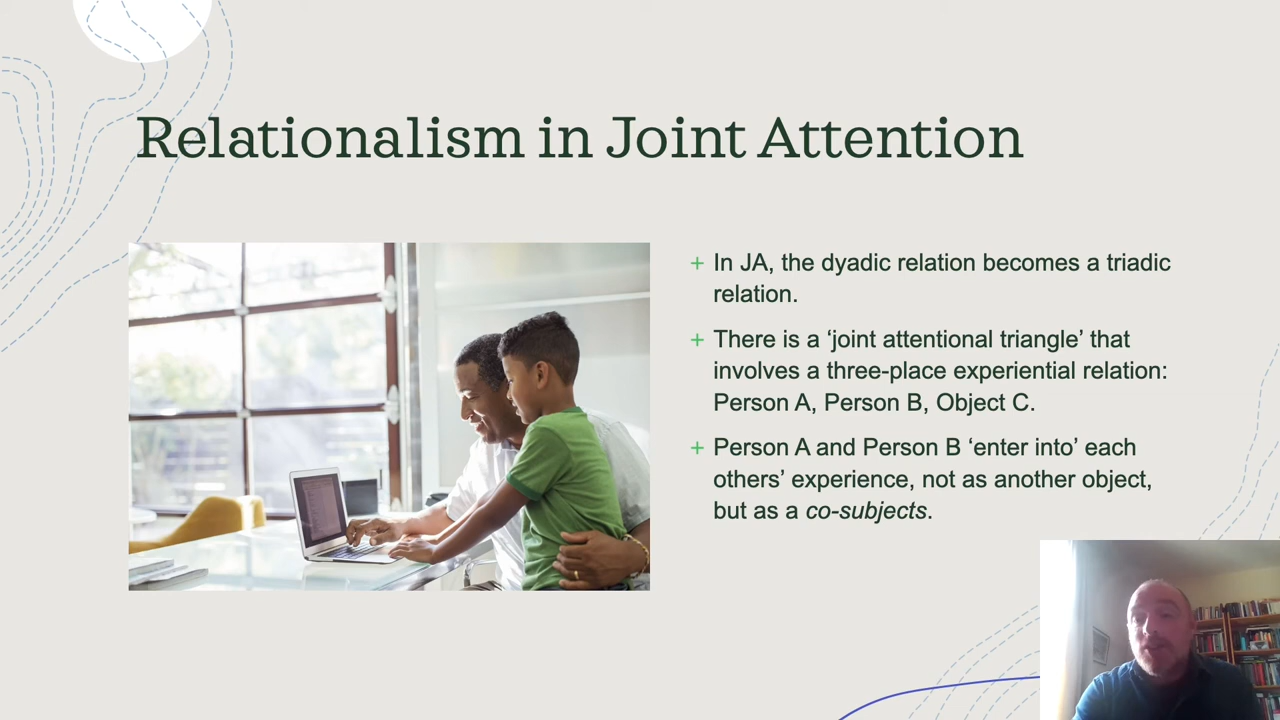 Relationalism in Joint Attention
+ In JA, the dyadic relation becomes a triadic
relation.
+ There is a ‘joint attentional triangle’ that
involves a three-place experiential relation:
Person A, Person B, Object C.
+ Person A and Person B ‘enter into’ each
others’ experience, not as another object,
but as a co-subjects.